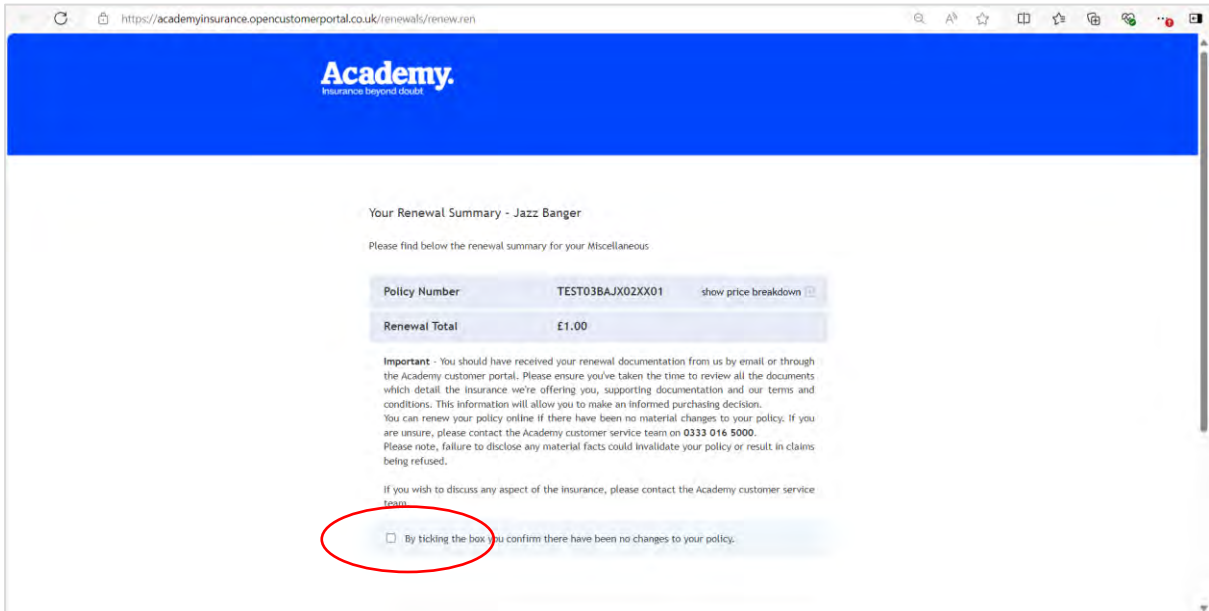 https://academyinsurance.opencustomerportal.co.uk/renewals/renew.ren
Academy.
Insurance beyond doubt
Your Renewal Summary - Jazz Banger
Please find below the renewal summary for your Miscellaneous
Policy Number TEST03BAJX02XX01 show price breakdown
Renewal Total £1.00
Important - You should have received your renewal documentation from us by email or through
the Academy customer portal. Please ensure you've taken the time to review all the documents
which detail the insurance we're offering you, supporting documentation and our terms and
conditions. This information will allow you to make an informed purchasing decision.
You can renew your policy online if there have been no material changes to your policy. If you
are unsure, please contact the Academy customer service team on 0333 016 5000.
Please note, failure to disclose any material facts could invalidate your policy or result in claims
being refused.
If you wish to discuss any aspect of the insurance, please contact the Academy customer service
team
By ticking the box you confirm there have been no changes to your policy.